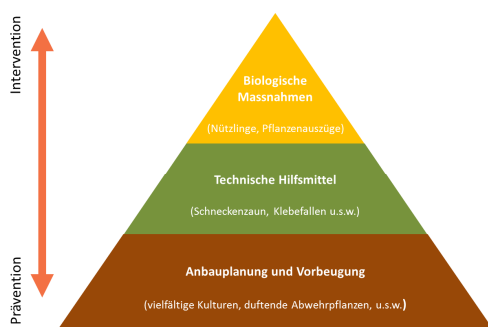 Intervention
Biologische
Massnahmen
(Nützlinge, Pflanzenauszüge)
Technische Hilfsmittel
(Schneckenzaun, Klebefallen u.s.w.)
Prävention
Anbauplanung und Vorbeugung
(vielfältige Kulturen, duftende Abwehrpflanzen, u.s.w.)